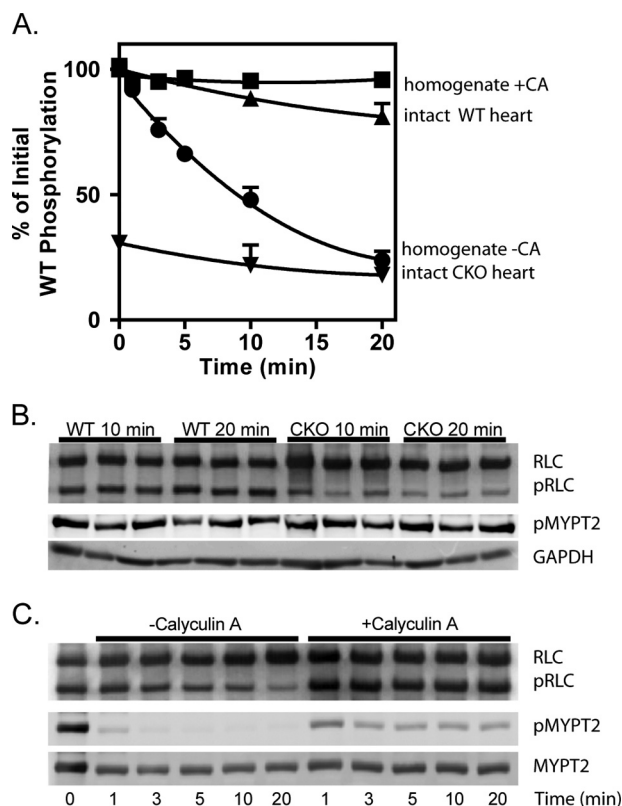 A.
% of Initial
WT Phosphorylation
100
50
0
0 5 10 15 20
Time (min)
homogenate +CA
intact WT heart
homogenate -CA
intact CKO heart
B.
WT 10 min WT 20 min CKO 10 min CKO 20 min
RLC
pRLC
pMYPT2
GAPDH
C.
-Calyculin A +Calyculin A
RLC
pRLC
pMYPT2
MYPT2
0 1 3 5 10 20 1 3 5 10 20 Time (min)